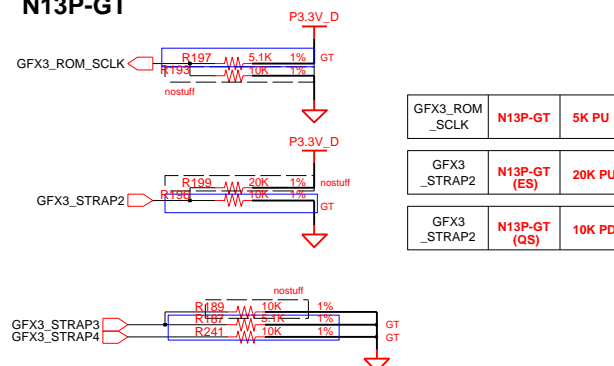 N13P-GT
P3.3V_D
R197 5.1K 1% GT
GFX3_ROM_SCLK
R193 10K 1%
nostuff
P3.3V_D
R199 20K 1% nostuff
GFX3_STRAP2
R196 10K 1% GT
nostuff
R189 10K 1%
GFX3_STRAP3 R187 5.1K 1% GT
GFX3_STRAP4 R241 10K 1% GT
GFX3_ROM
_SCLK
N13P-GT
5K PU
GFX3
_STRAP2
N13P-GT
(ES)
20K PU
GFX3
_STRAP2
N13P-GT
(QS)
10K PD